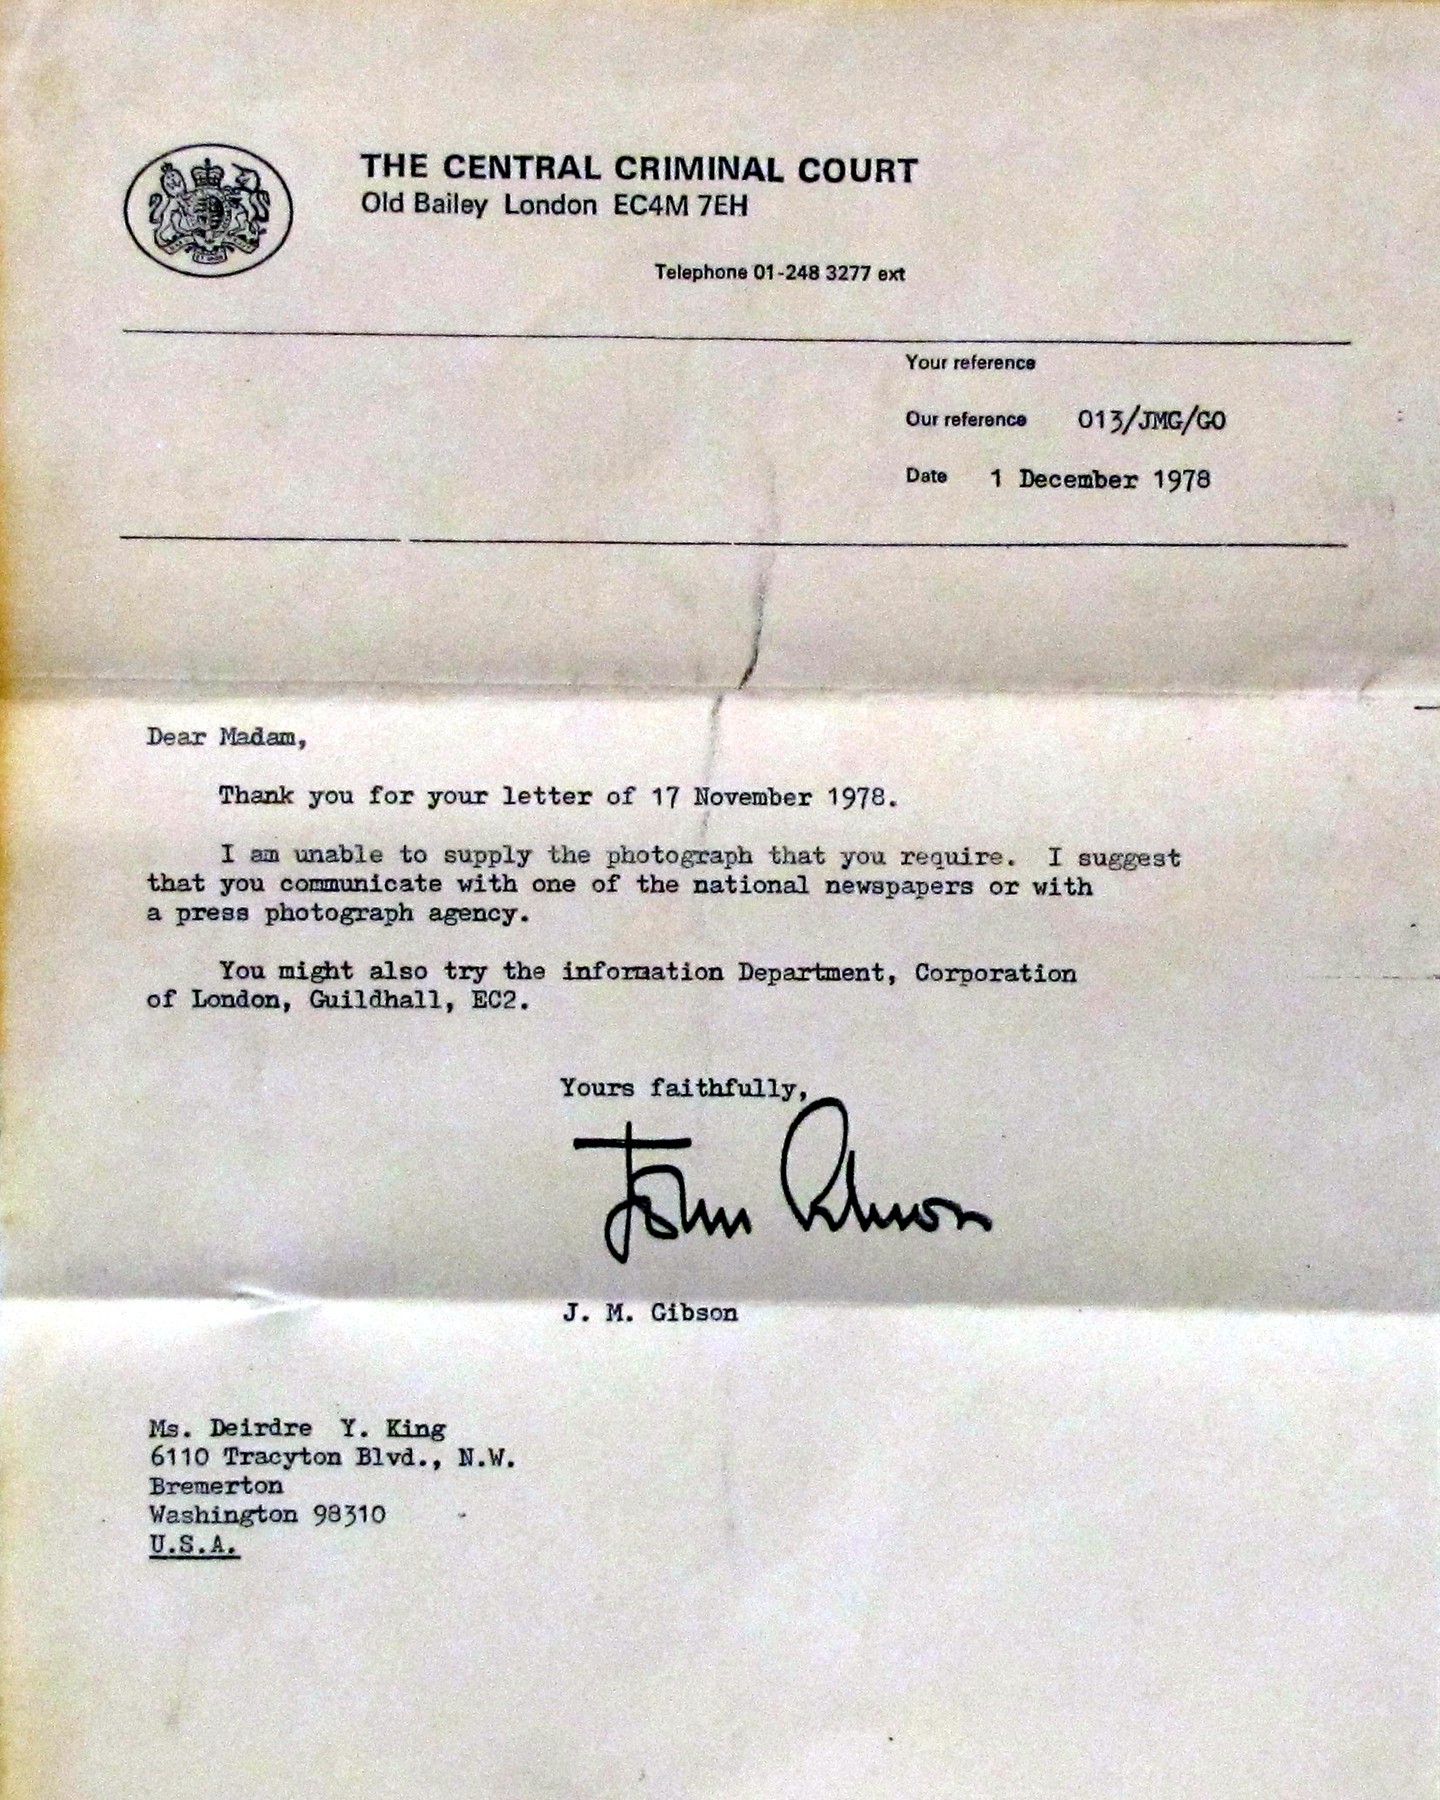 THE CENTRAL CRIMINAL COURT
Old Bailey London EC4M 7EH
Telephone 01-248 3277 ext
Your reference
Our reference 013/JMG/GO
Date 1 December 1978
Dear Madam,
Thank you for your letter of 17 November 1978.
I am unable to supply the photograph that you require. I suggest
that you communicate with one of the national newspapers or with
a press photograph agency.
You might also try the information Department, Corporation
of London, Guildhall, EC2.
Yours faithfully,
John Gibson
J. M. Gibson
Ms. Deirdre Y. King
6110 Tracyton Blvd., N.W.
Bremerton
Washington 98310
U.S.A.